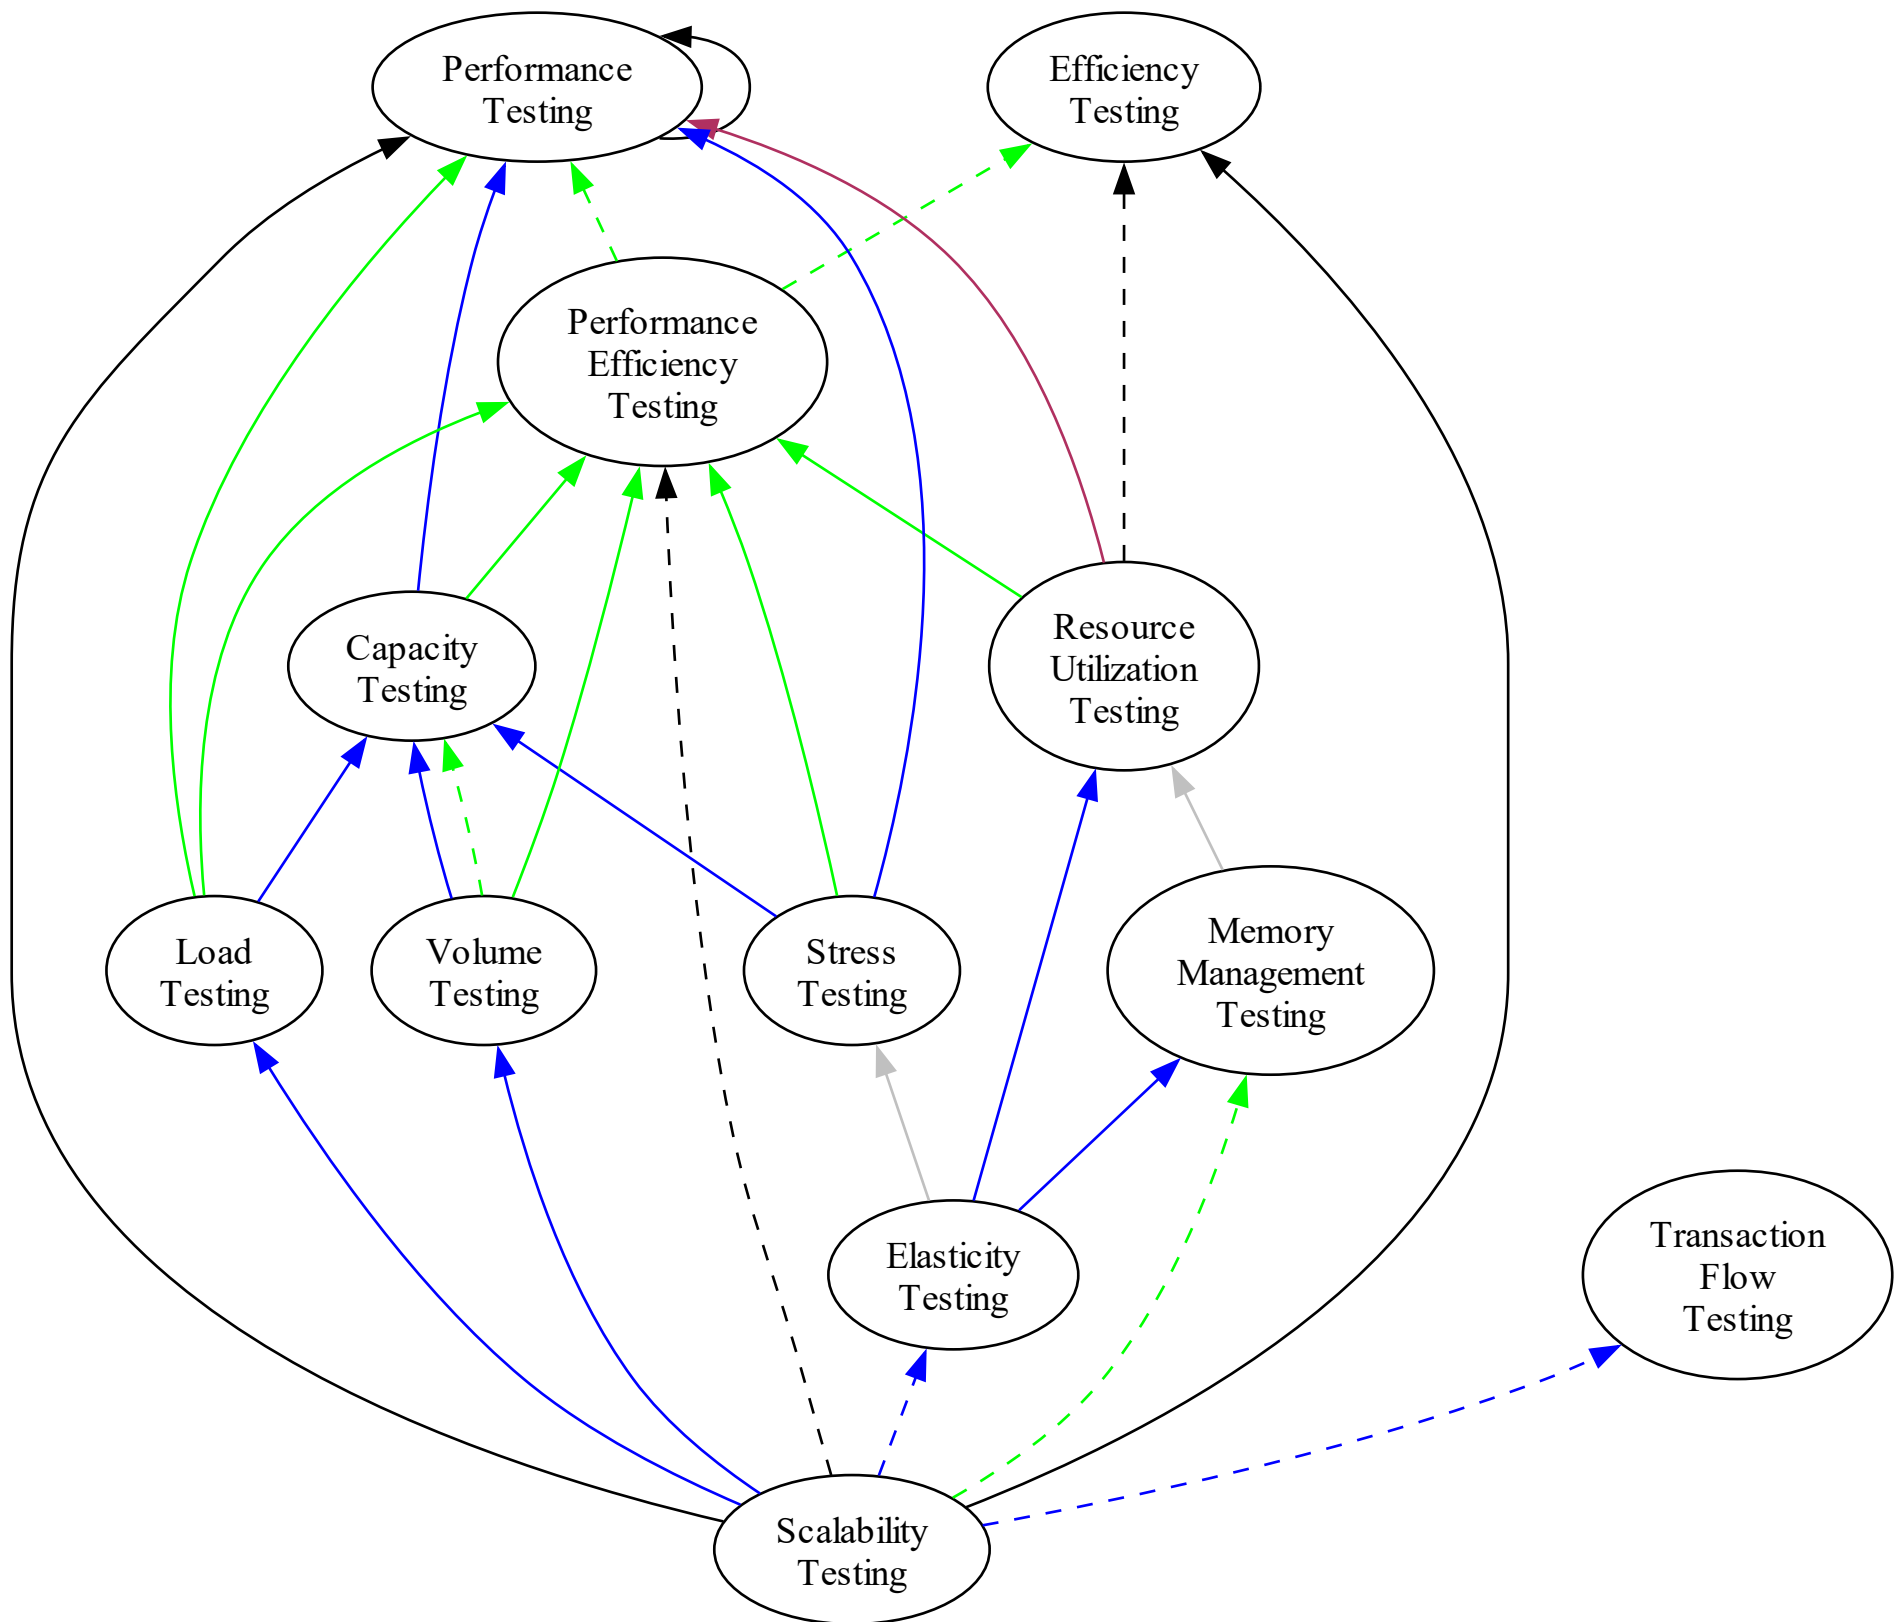 Performance
Testing
Efficiency
Testing
Performance
Efficiency
Testing
Capacity
Testing
Resource
Utilization
Testing
Load
Testing
Volume
Testing
Stress
Testing
Memory
Management
Testing
Elasticity
Testing
Transaction
Flow
Testing
Scalability
Testing